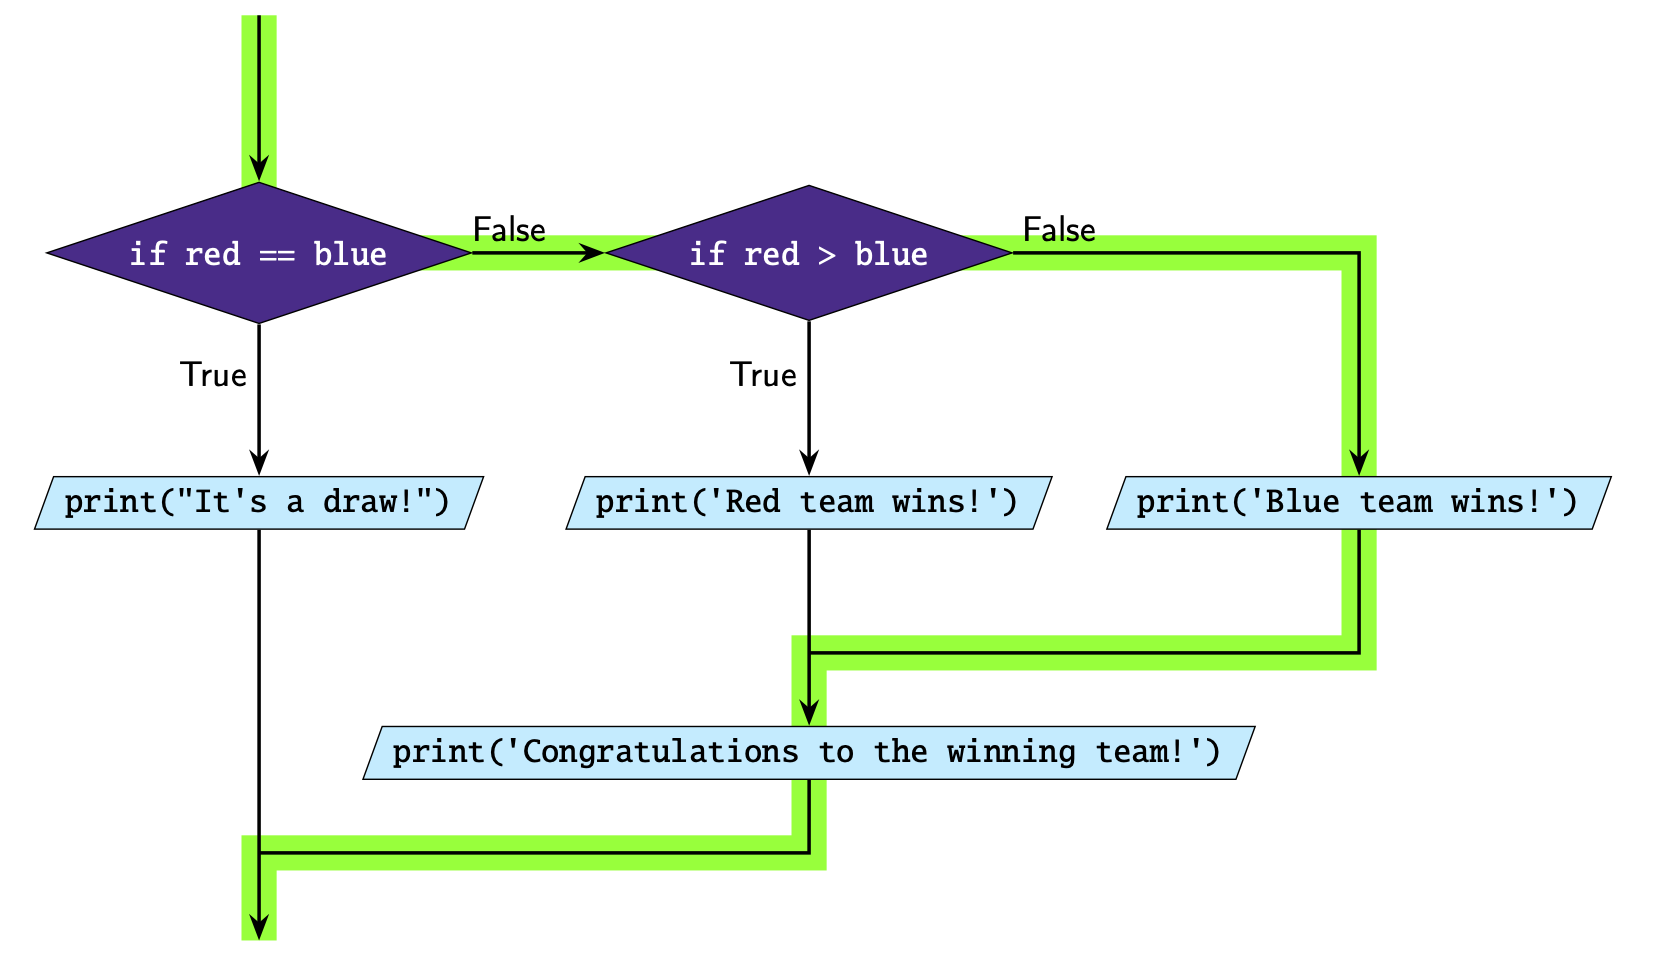 False
False
if red == blue
if red > blue
True
True
print("It's a draw!")
print('Red team wins!')
print('Blue team wins!')
print('Congratulations to the winning team!')